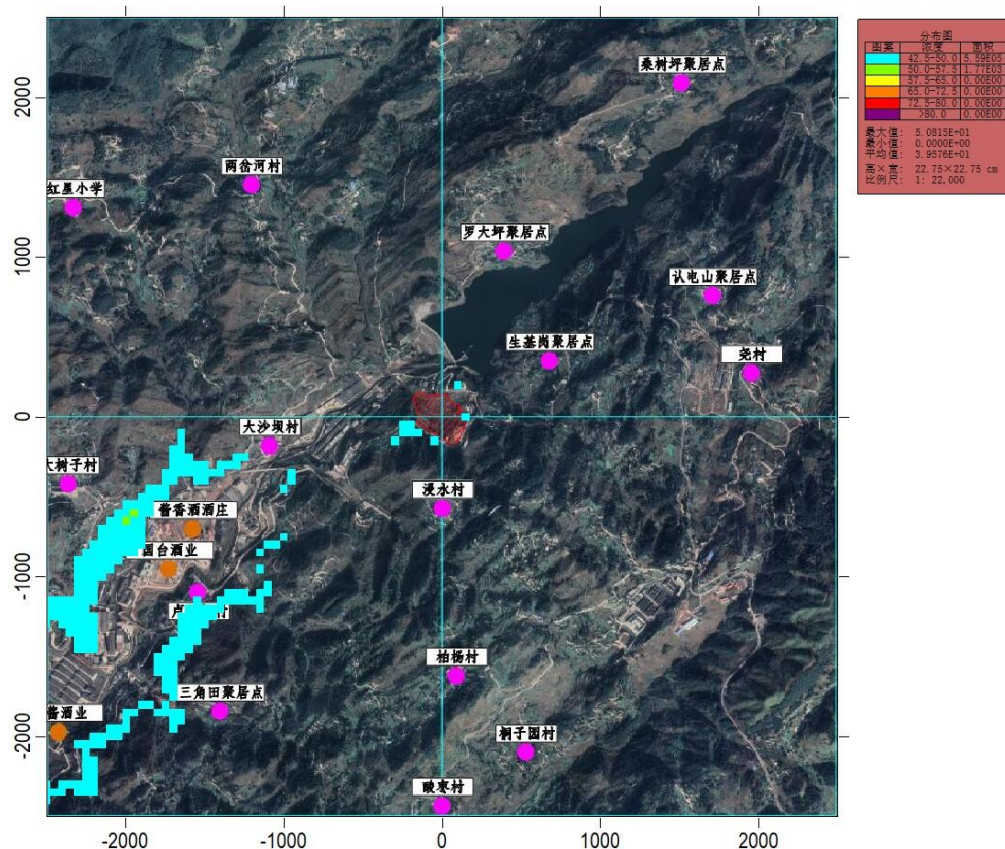 分布图
图案 浓度 面积
42.5-50.0 5.59E05
50.0-57.5 1.77E03
57.5-65.0 0.00E00
65.0-72.5 0.00E00
72.5-80.0 0.00E00
>80.0 0.00E00
最大值: 5.0815E+01
最小值: 0.0000E+00
平均值: 3.9576E+01
高×宽: 22.75×22.75 cm
比例尺: 1: 22,000
2000
1000
0
-1000
-2000
桑树坪聚居点
两岔河村
红星小学
罗大坪聚居点
认电山聚居点
生基岗聚居点
尧村
大沙坝村
大树子村
浸水村
酱香酒酒庄
国台酒业
村
柏杨村
三角田聚居点
酱酒业
桐子园村
酸枣村
-2000 -1000 0 1000 2000